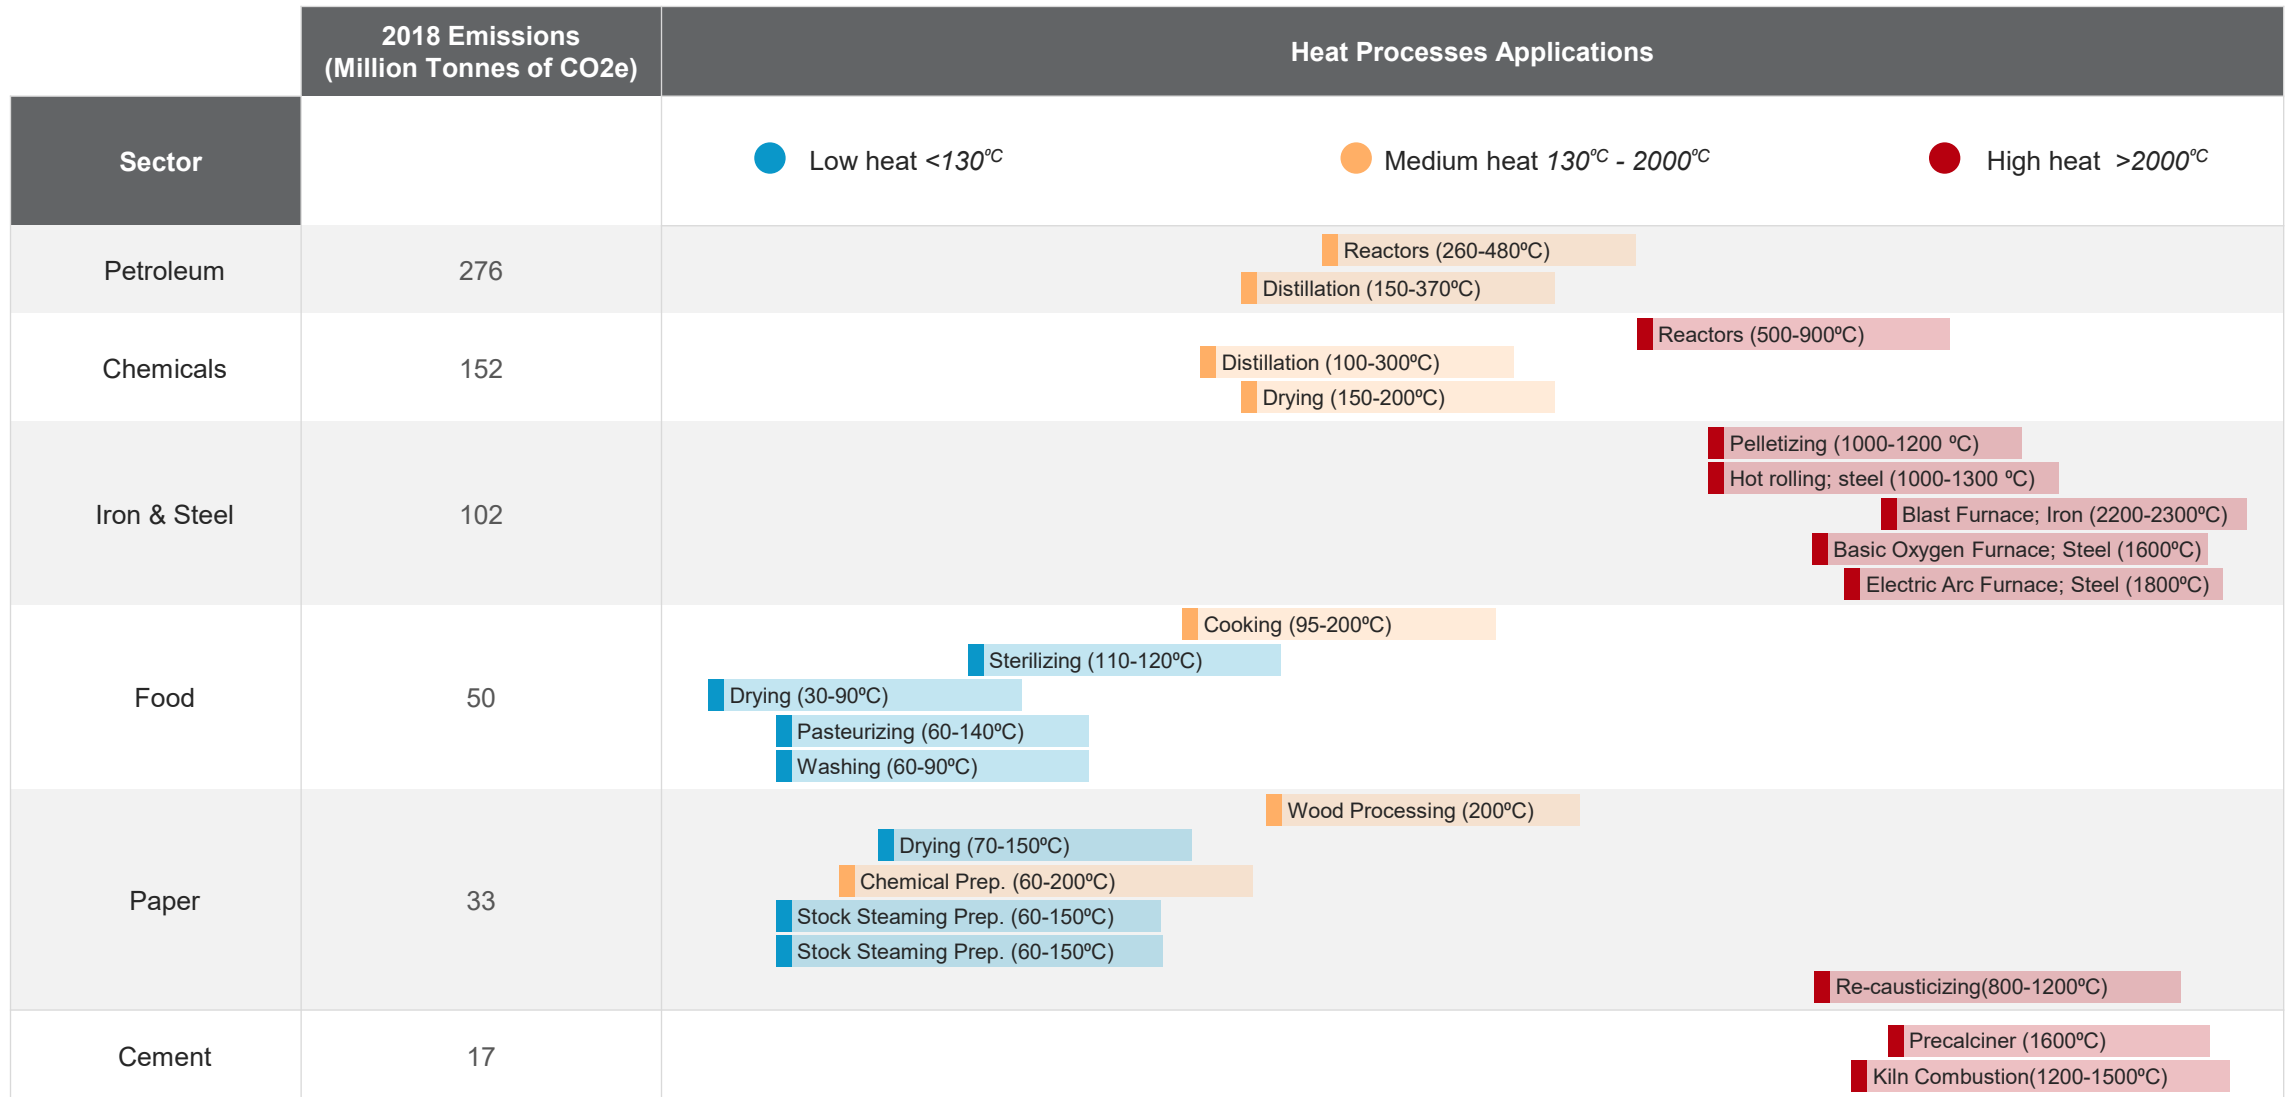 2018 Emissions
(Million Tonnes of CO2e)
Heat Processes Applications
Sector
Low heat <130ºC
Medium heat 130ºC - 2000ºC
High heat >2000ºC
Petroleum
276
Reactors (260-480ºC)
Distillation (150-370ºC)
Chemicals
152
Reactors (500-900ºC)
Distillation (100-300ºC)
Drying (150-200ºC)
Iron & Steel
102
Pelletizing (1000-1200 ºC)
Hot rolling; steel (1000-1300 ºC)
Blast Furnace; Iron (2200-2300ºC)
Basic Oxygen Furnace; Steel (1600ºC)
Electric Arc Furnace; Steel (1800ºC)
Food
50
Cooking (95-200ºC)
Sterilizing (110-120ºC)
Drying (30-90ºC)
Pasteurizing (60-140ºC)
Washing (60-90ºC)
Paper
33
Wood Processing (200ºC)
Drying (70-150ºC)
Chemical Prep. (60-200ºC)
Stock Steaming Prep. (60-150ºC)
Stock Steaming Prep. (60-150ºC)
Re-causticizing(800-1200ºC)
Cement
17
Precalciner (1600ºC)
Kiln Combustion(1200-1500ºC)